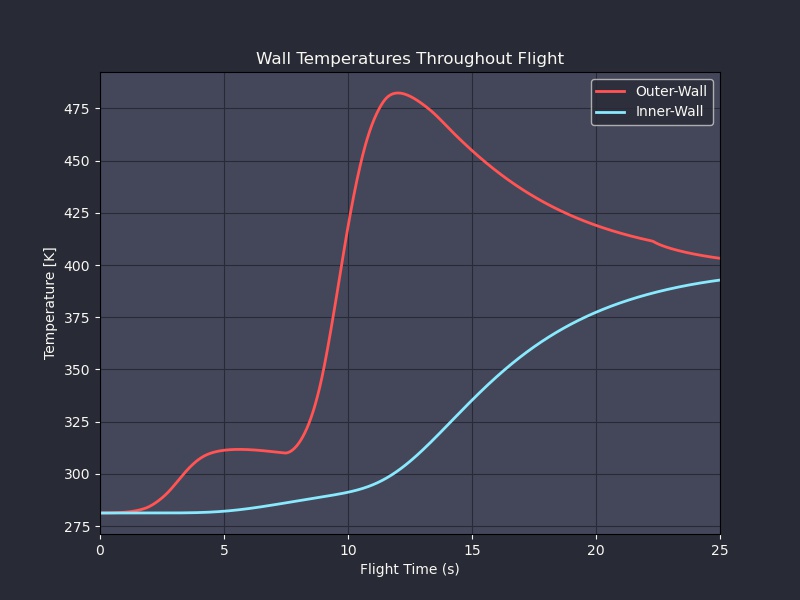 Wall Temperatures Throughout Flight
Outer-Wall
Inner-Wall
Temperature [K]
475
450
425
400
375
350
325
300
275
0 5 10 15 20 25
Flight Time (s)